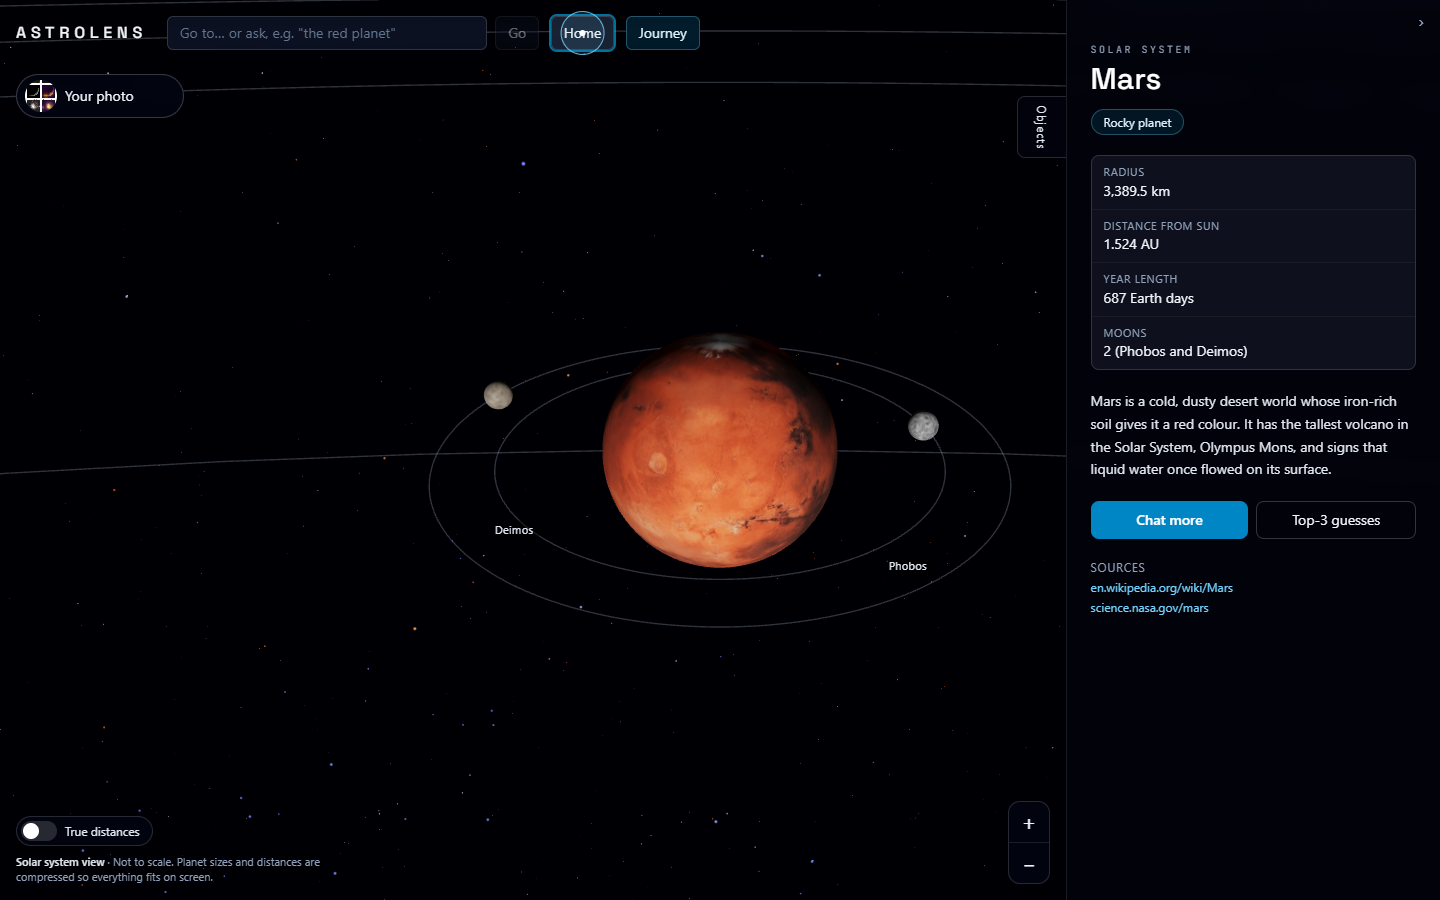 ASTROLENS
Go to... or ask, e.g. "the red planet"
Go
Home
Journey
Your photo
Objects
Deimos
Phobos
True distances
Solar system view · Not to scale. Planet sizes and distances are
compressed so everything fits on screen.
+
−
›
SOLAR SYSTEM
Mars
Rocky planet
RADIUS
3,389.5 km
DISTANCE FROM SUN
1.524 AU
YEAR LENGTH
687 Earth days
MOONS
2 (Phobos and Deimos)
Mars is a cold, dusty desert world whose iron-rich
soil gives it a red colour. It has the tallest volcano in
the Solar System, Olympus Mons, and signs that
liquid water once flowed on its surface.
Chat more
Top-3 guesses
SOURCES
en.wikipedia.org/wiki/Mars
science.nasa.gov/mars